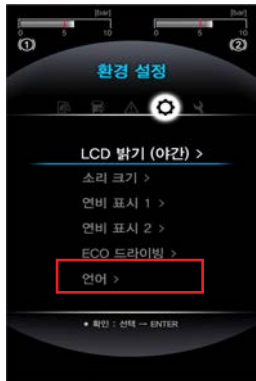 [bar] [bar]
0 5 10 0 5 10
① ②
환경 설정
LCD 밝기 (야간) >
소리 크기 >
연비 표시 1 >
연비 표시 2 >
ECO 드라이빙 >
언어 >
• 확인 : 선택 → ENTER